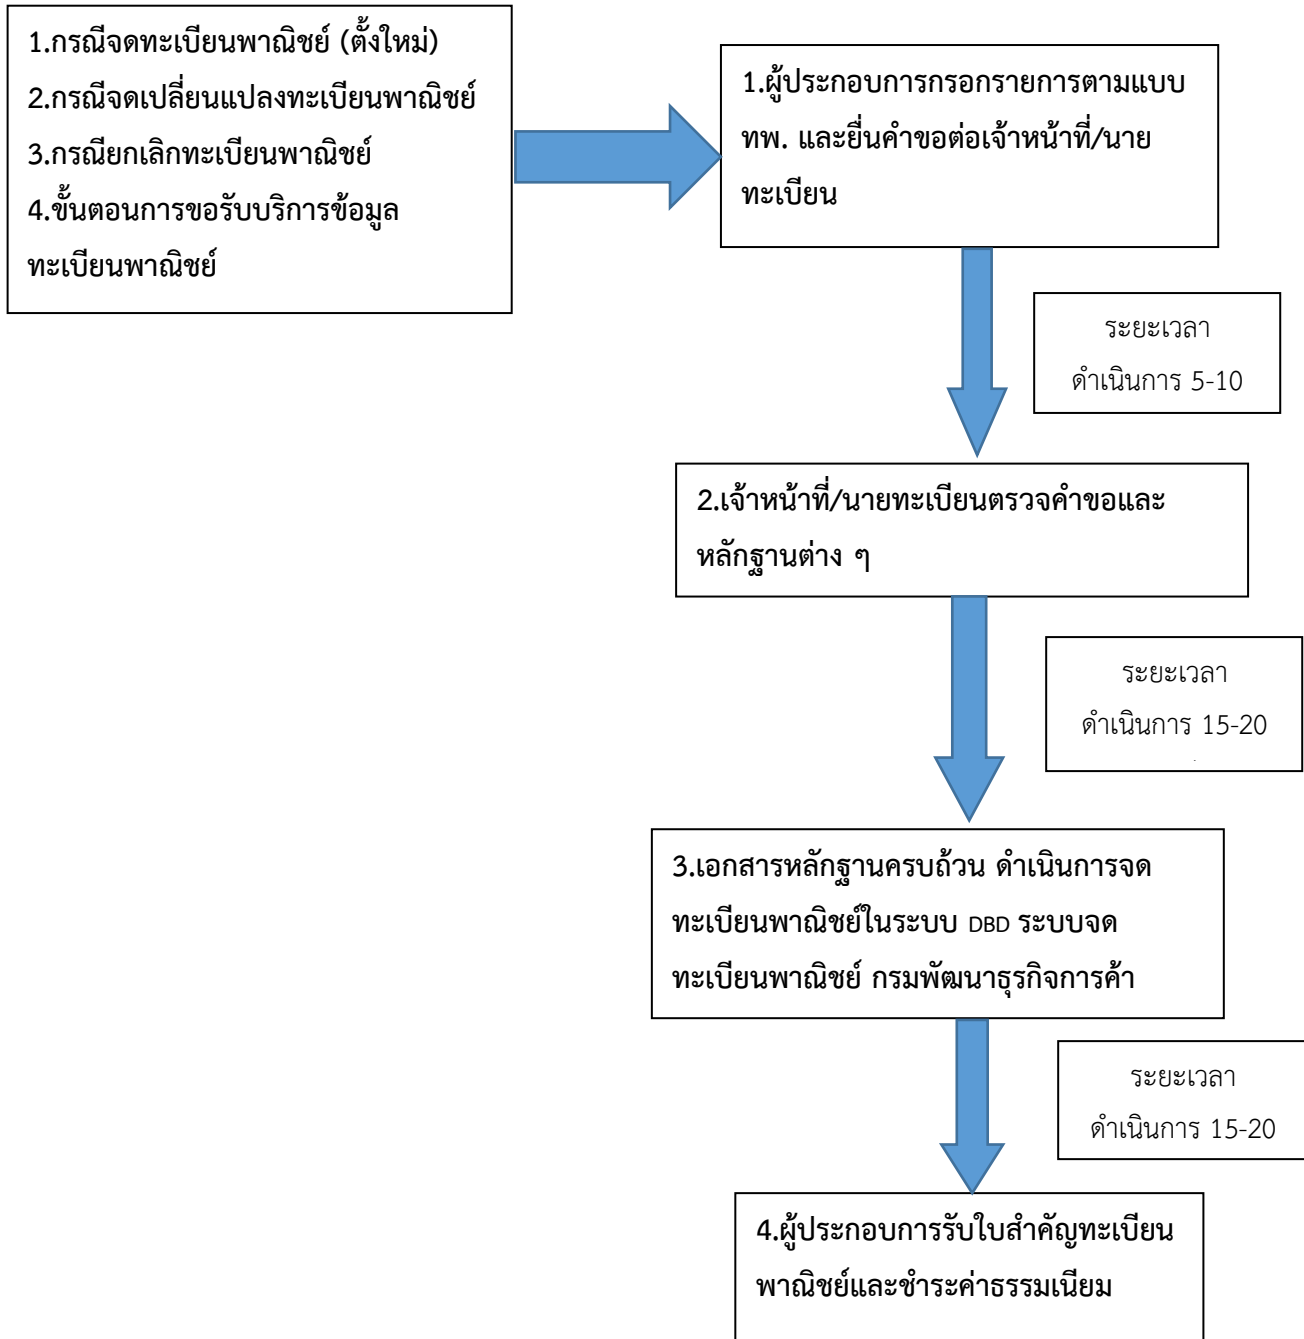 1.กรณีจดทะเบียนพาณิชย์ (ตั้งใหม่)
2.กรณีจดเปลี่ยนแปลงทะเบียนพาณิชย์
3.กรณียกเลิกทะเบียนพาณิชย์
4.ขั้นตอนการขอรับบริการข้อมูล
ทะเบียนพาณิชย์
1.ผู้ประกอบการกรอกรายการตามแบบ
ทพ. และยื่นคำขอต่อเจ้าหน้าที่/นาย
ทะเบียน
ระยะเวลา
ดำเนินการ 5-10
2.เจ้าหน้าที่/นายทะเบียนตรวจคำขอและ
หลักฐานต่าง ๆ
ระยะเวลา
ดำเนินการ 15-20
3.เอกสารหลักฐานครบถ้วน ดำเนินการจด
ทะเบียนพาณิชย์ในระบบ DBD ระบบจด
ทะเบียนพาณิชย์ กรมพัฒนาธุรกิจการค้า
ระยะเวลา
ดำเนินการ 15-20
4.ผู้ประกอบการรับใบสำคัญทะเบียน
พาณิชย์และชำระค่าธรรมเนียม